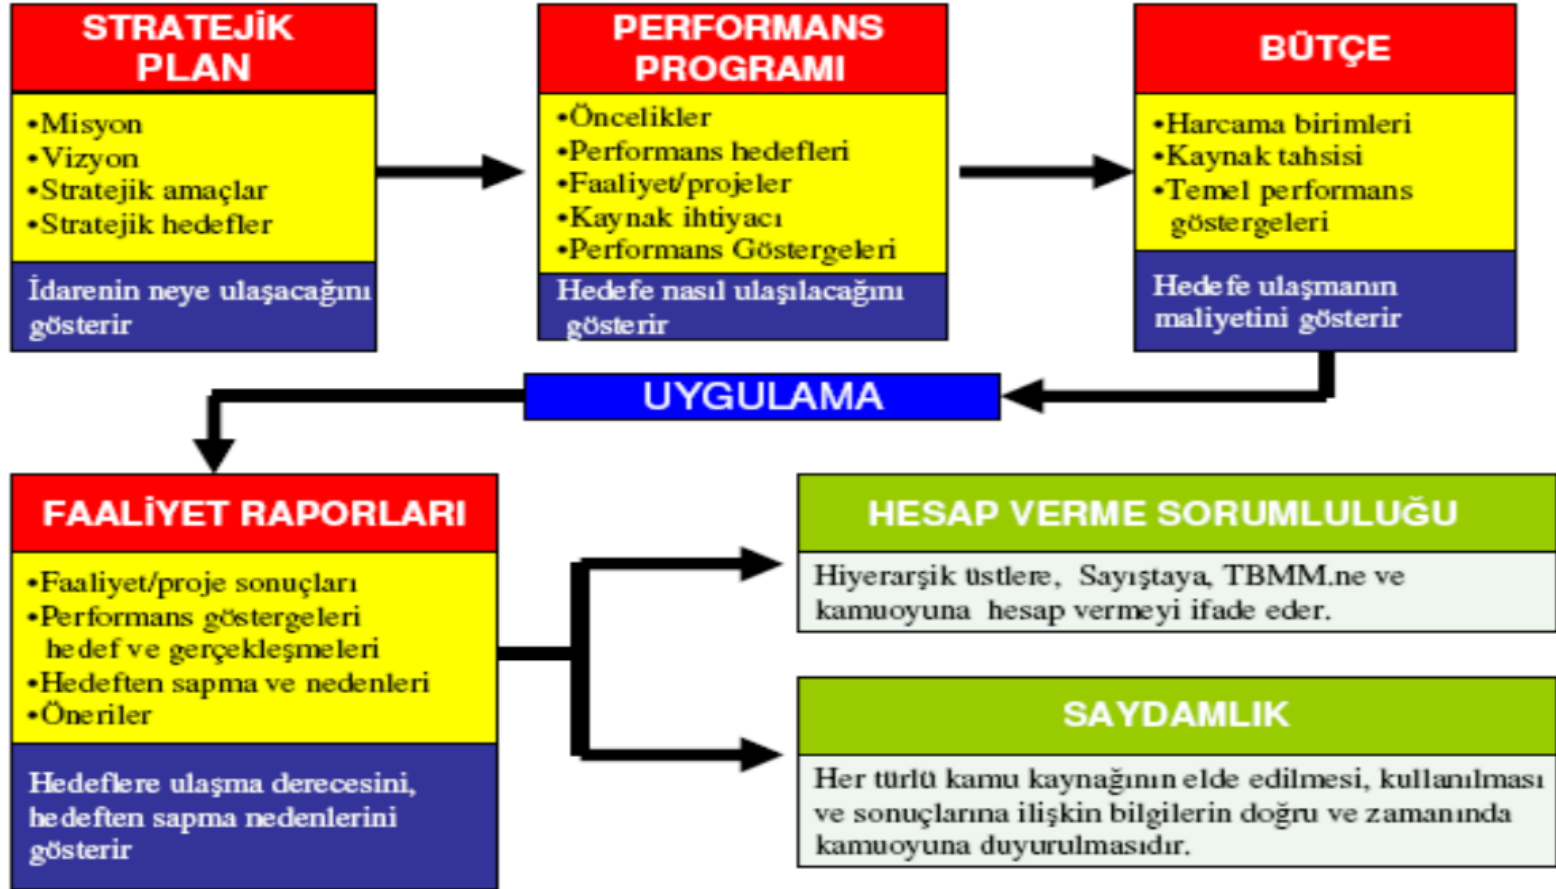 STRATEJİK
PLAN
•Misyon
•Vizyon
•Stratejik amaçlar
•Stratejik hedefler
İdarenin neye ulaşacağını
gösterir
PERFORMANS
PROGRAMI
•Öncelikler
•Performans hedefleri
•Faaliyet/projeler
•Kaynak ihtiyacı
•Performans Göstergeleri
Hedefe nasıl ulaşılacağını
gösterir
BÜTÇE
•Harcama birimleri
•Kaynak tahsisi
•Temel performans
göstergeleri
Hedefe ulaşmanın
maliyetini gösterir
UYGULAMA
FAALİYET RAPORLARI
•Faaliyet/proje sonuçları
•Performans göstergeleri
hedef ve gerçekleşmeleri
•Hedeften sapma ve nedenleri
•Öneriler
Hedeflere ulaşma derecesini,
hedeften sapma nedenlerini
gösterir
HESAP VERME SORUMLULUĞU
Hiyerarşik üstlere, Sayıştaya, TBMM.ne ve
kamuoyuna hesap vermeyi ifade eder.
SAYDAMLIK
Her türlü kamu kaynağının elde edilmesi, kullanılması
ve sonuçlarına ilişkin bilgilerin doğru ve zamanında
kamuoyuna duyurulmasıdır.